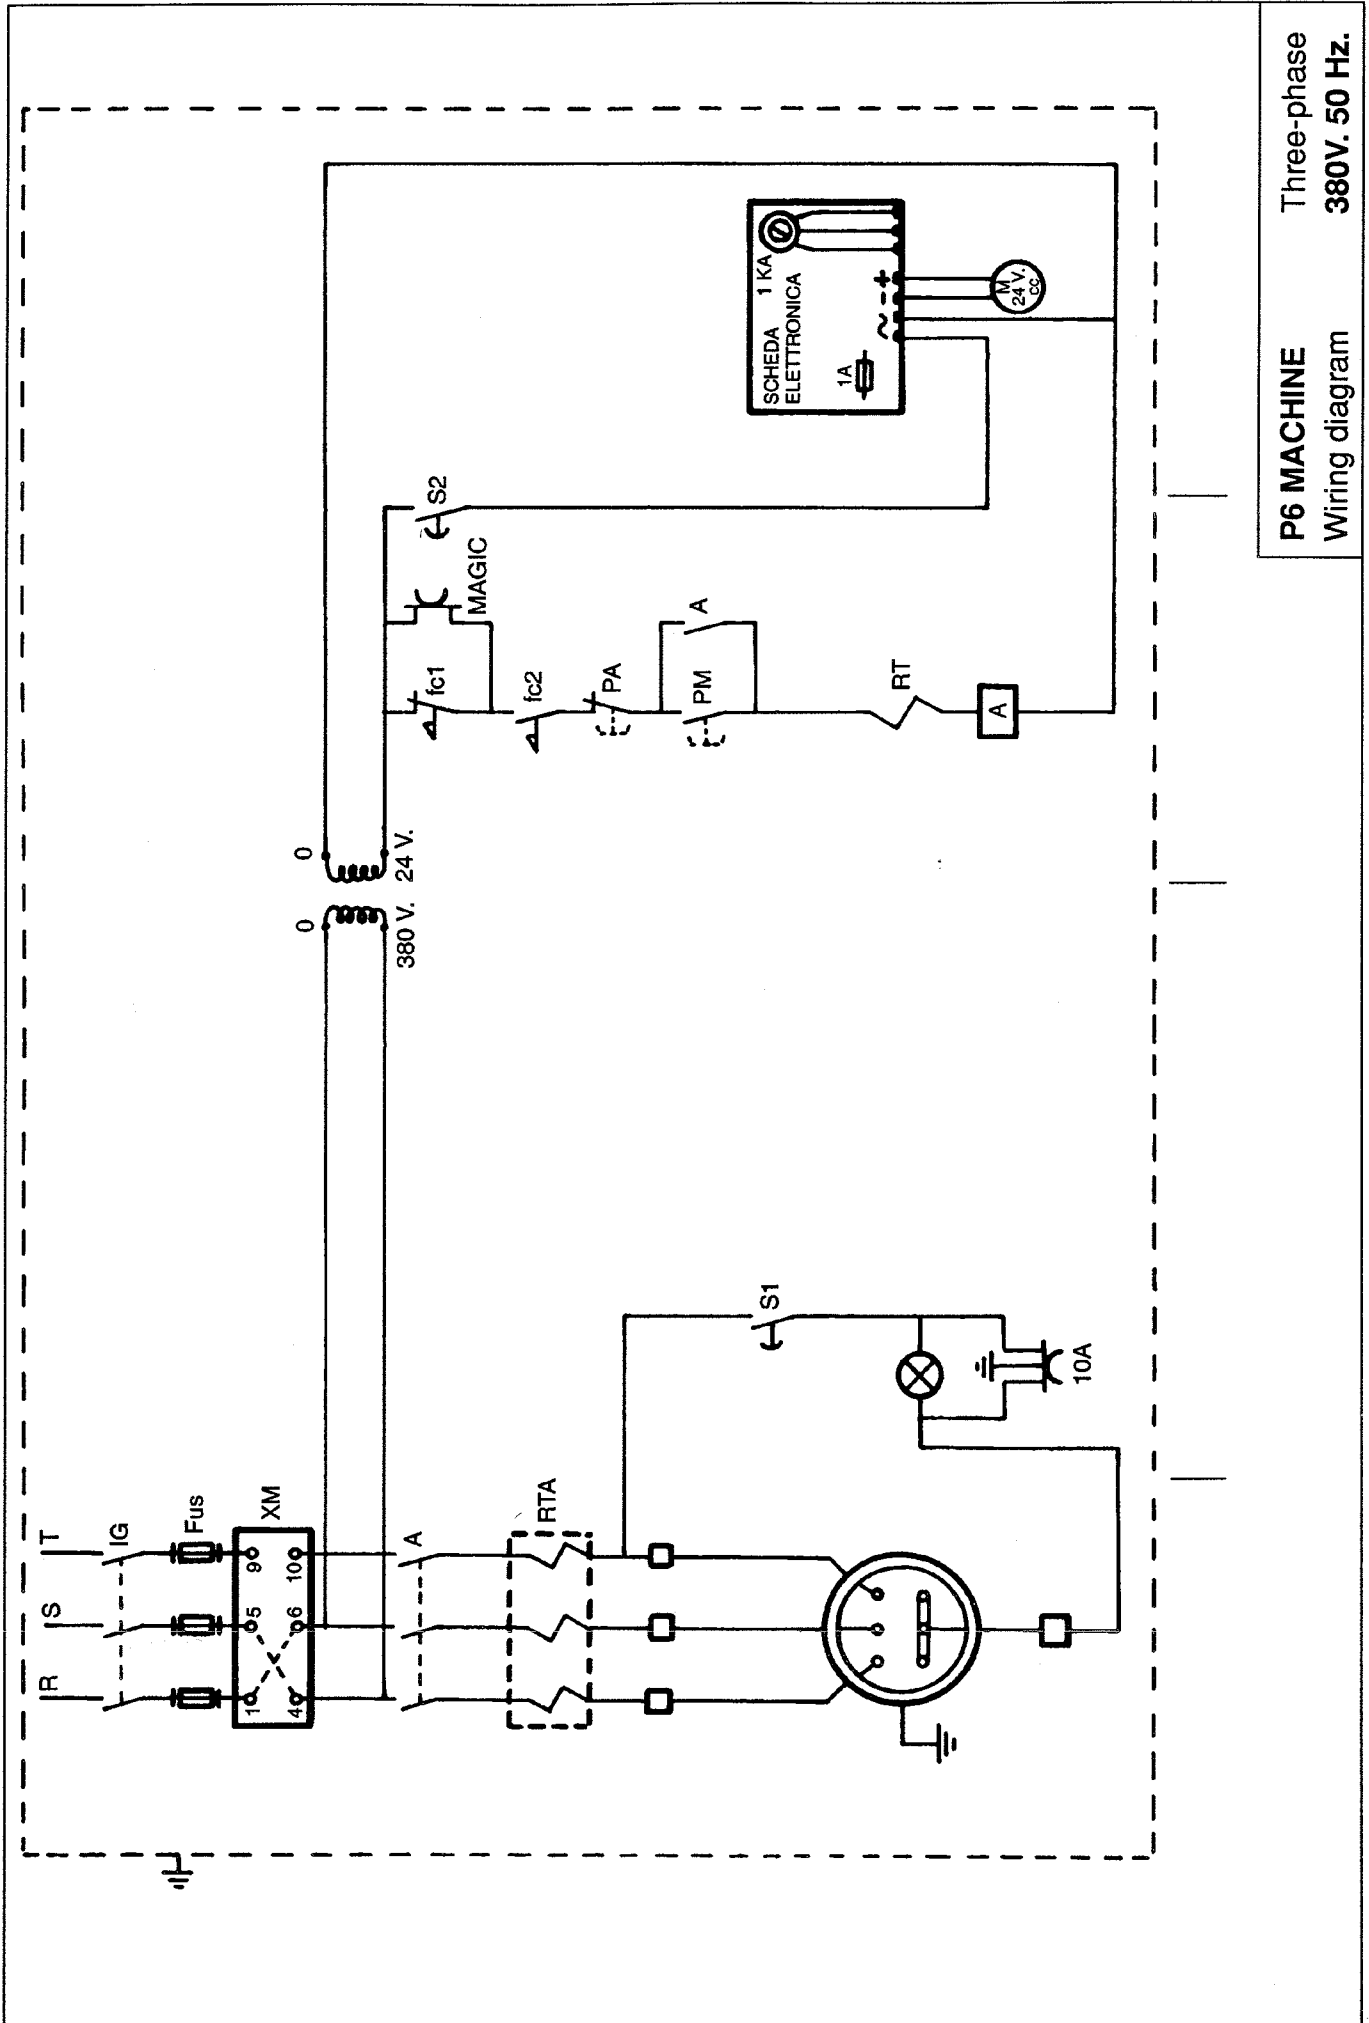 R
S
T
IG
Fus
XM
1
5
9
4
6
10
A
RTA
S1
10A
0
380 V.
0
24 V.
fc1
MAGIC
S2
fc2
PA
PM
A
RT
A
SCHEDA 1 KA
ELETTRONICA
1A
~ - +
M
24 V.
CC
P6 MACHINE Three-phase
Wiring diagram 380V. 50 Hz.